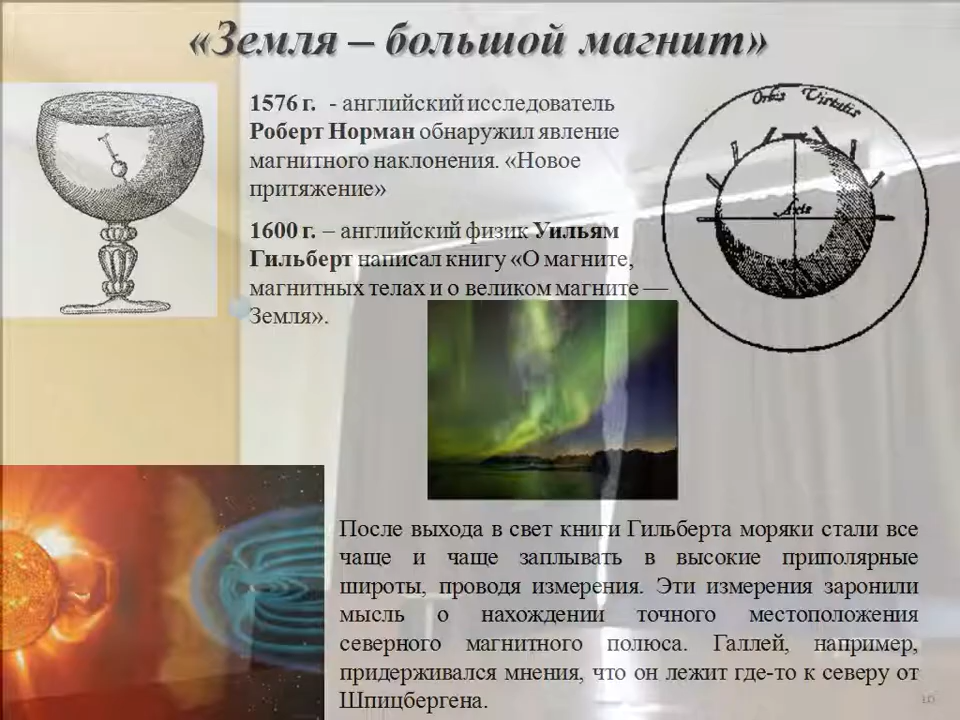 «Земля – большой магнит»
1576 г. - английский исследователь
Роберт Норман обнаружил явление
магнитного наклонения. «Новое
притяжение»
1600 г. – английский физик Уильям
Гильберт написал книгу «О магните,
магнитных телах и о великом магните —
Земля».
Orbis Virtutis
Axis
После выхода в свет книги Гильберта моряки стали все
чаще и чаще заплывать в высокие приполярные
широты, проводя измерения. Эти измерения заронили
мысль о нахождении точного местоположения
северного магнитного полюса. Галлей, например,
придерживался мнения, что он лежит где-то к северу от
Шпицбергена.